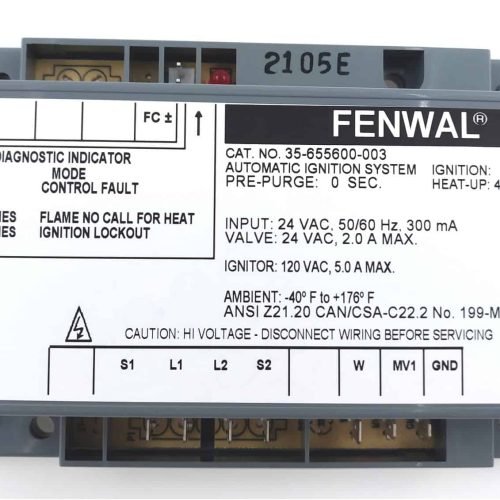 2105E
FC ±
FENWAL®
DIAGNOSTIC INDICATOR
MODE
CONTROL FAULT
FLAME NO CALL FOR HEAT
IGNITION LOCKOUT
CAT. NO. 35-655600-003
AUTOMATIC IGNITION SYSTEM
PRE-PURGE: 0 SEC.
IGNITION:
HEAT-UP: 4
INPUT: 24 VAC, 50/60 Hz, 300 mA
VALVE: 24 VAC, 2.0 A MAX.
IGNITOR: 120 VAC, 5.0 A MAX.
AMBIENT: -40º F to +176º F
ANSI Z21.20 CAN/CSA-C22.2 No. 199-M
CAUTION: HI VOLTAGE - DISCONNECT WIRING BEFORE SERVICING
S1 L1 L2 S2 W MV1 GND